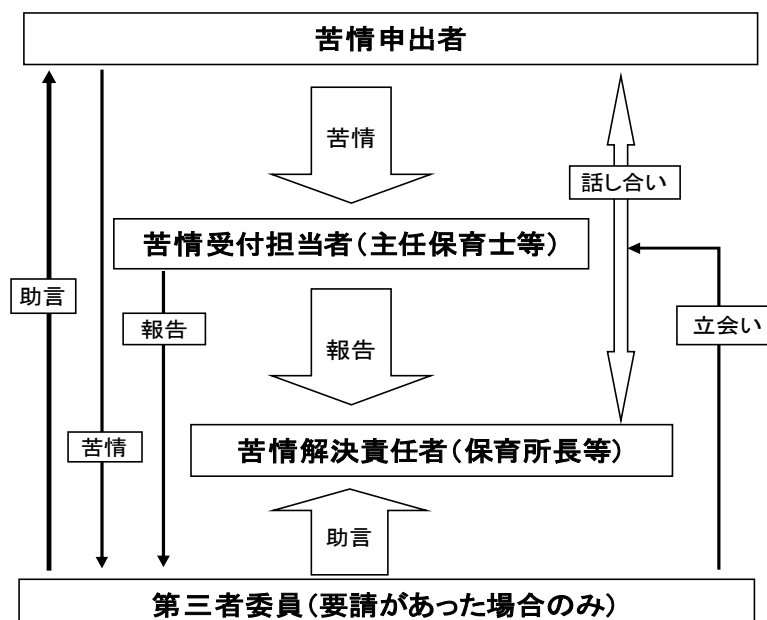 苦情申出者
苦情
話し合い
苦情受付担当者（主任保育士等）
助言
報告
報告
立会い
苦情
苦情解決責任者（保育所長等）
助言
第三者委員（要請があった場合のみ）